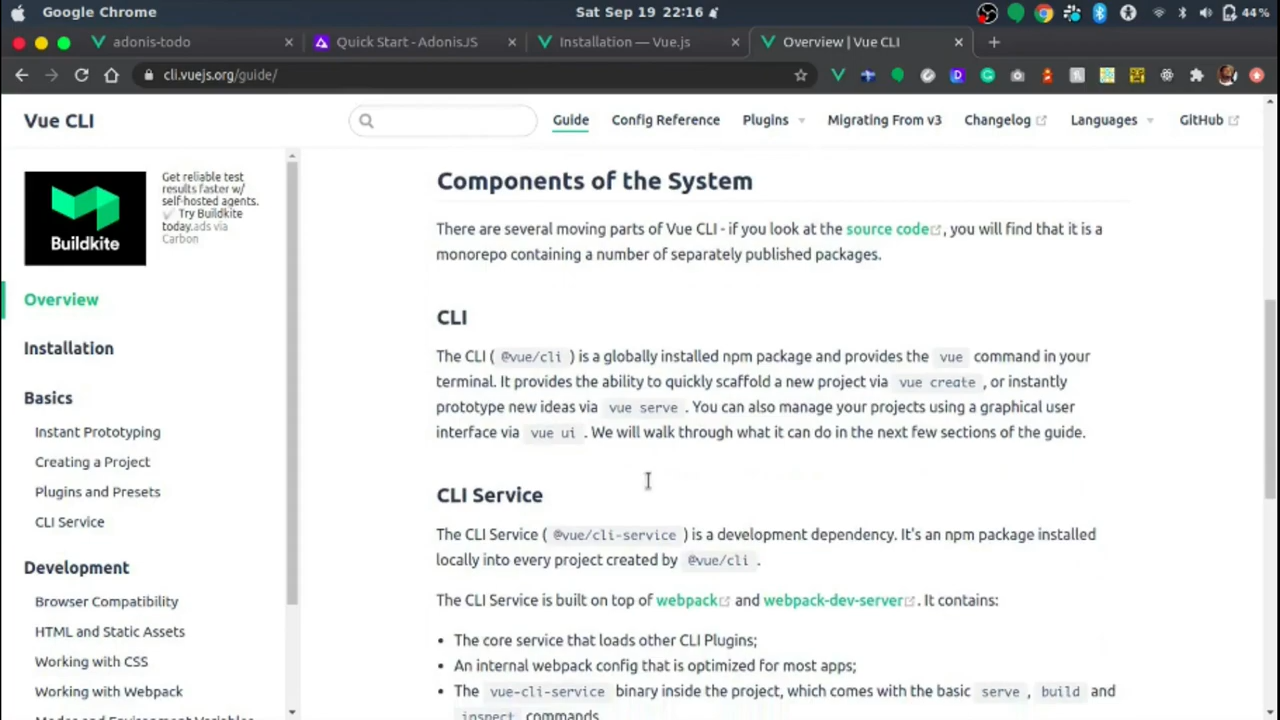 Google Chrome
Sat Sep 19 22:16
44%
adonis-todo
Quick Start - AdonisJS
Installation — Vue.js
Overview | Vue CLI
cli.vuejs.org/guide/
Vue CLI
Guide
Config Reference
Plugins
Migrating From v3
Changelog
Languages
GitHub
Buildkite
Get reliable test
results faster w/
self-hosted agents.
✅ Try Buildkite
today.ads via
Carbon
Overview
Installation
Basics
Instant Prototyping
Creating a Project
Plugins and Presets
CLI Service
Development
Browser Compatibility
HTML and Static Assets
Working with CSS
Working with Webpack
Modes and Environment Variables
Components of the System
There are several moving parts of Vue CLI - if you look at the source code, you will find that it is a
monorepo containing a number of separately published packages.
CLI
The CLI ( @vue/cli ) is a globally installed npm package and provides the vue command in your
terminal. It provides the ability to quickly scaffold a new project via vue create , or instantly
prototype new ideas via vue serve . You can also manage your projects using a graphical user
interface via vue ui . We will walk through what it can do in the next few sections of the guide.
CLI Service
The CLI Service ( @vue/cli-service ) is a development dependency. It's an npm package installed
locally into every project created by @vue/cli .
The CLI Service is built on top of webpack and webpack-dev-server. It contains:
• The core service that loads other CLI Plugins;
• An internal webpack config that is optimized for most apps;
• The vue-cli-service binary inside the project, which comes with the basic serve , build and
inspect commands.